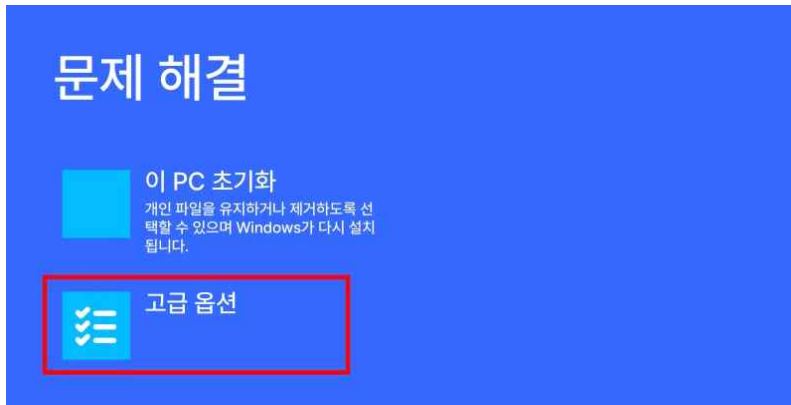 문제 해결
이 PC 초기화
개인 파일을 유지하거나 제거하도록 선
택할 수 있으며 Windows가 다시 설치
됩니다.
고급 옵션